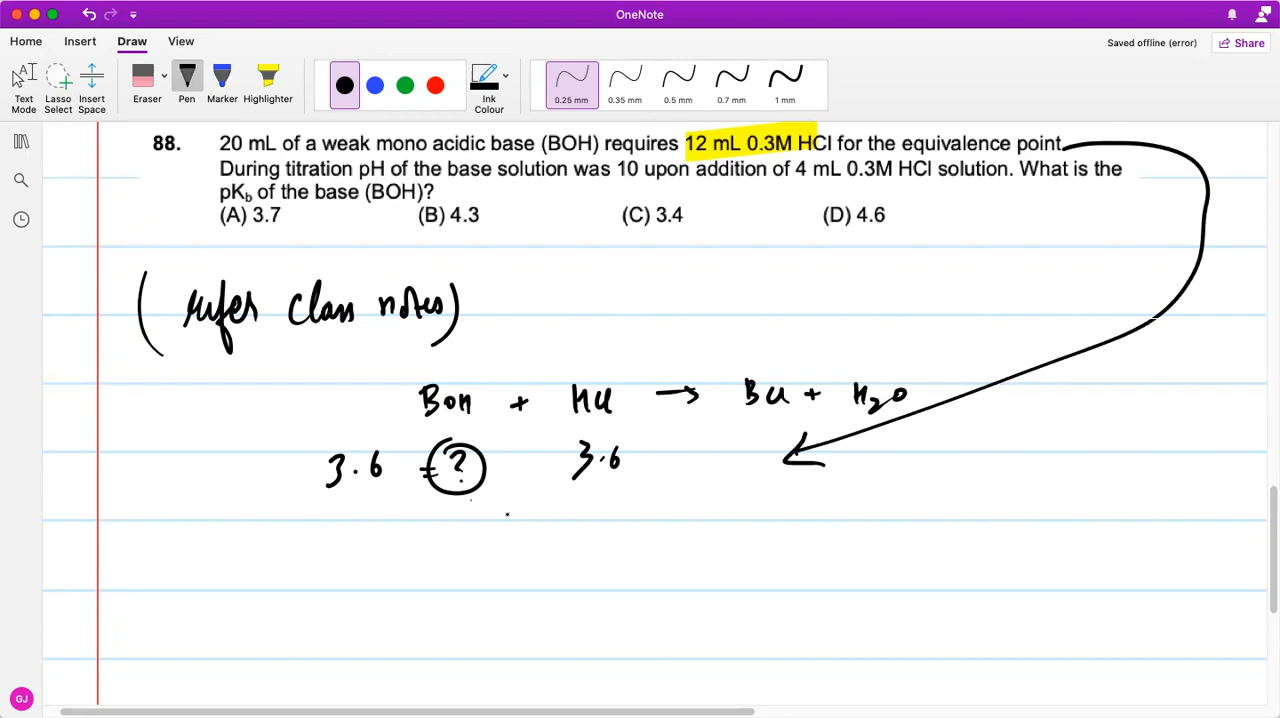 OneNote
Home Insert Draw View
Saved offline (error) Share
Text Mode Lasso Select Insert Space Eraser Pen Marker Highlighter Ink Colour 0.25 mm 0.35 mm 0.5 mm 0.7 mm 1 mm
88. 20 mL of a weak mono acidic base (BOH) requires 12 mL 0.3M HCl for the equivalence point.
During titration pH of the base solution was 10 upon addition of 4 mL 0.3M HCl solution. What is the
pKb of the base (BOH)?
(A) 3.7 (B) 4.3 (C) 3.4 (D) 4.6
(refer class notes)
BOH + HCl → BCl + H2O
3.6 = ? 3.6
GJ